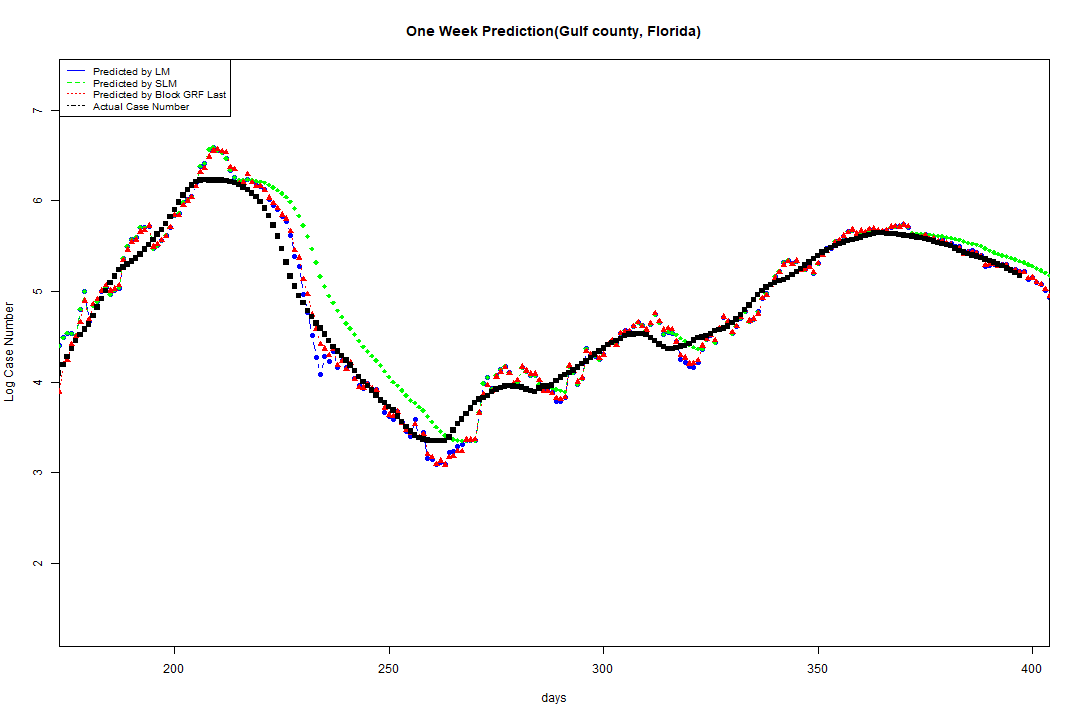 One Week Prediction(Gulf county, Florida)
Predicted by LM
Predicted by SLM
Predicted by Block GRF Last
Actual Case Number
7
6
5
4
3
2
Log Case Number
200 250 300 350 400
days